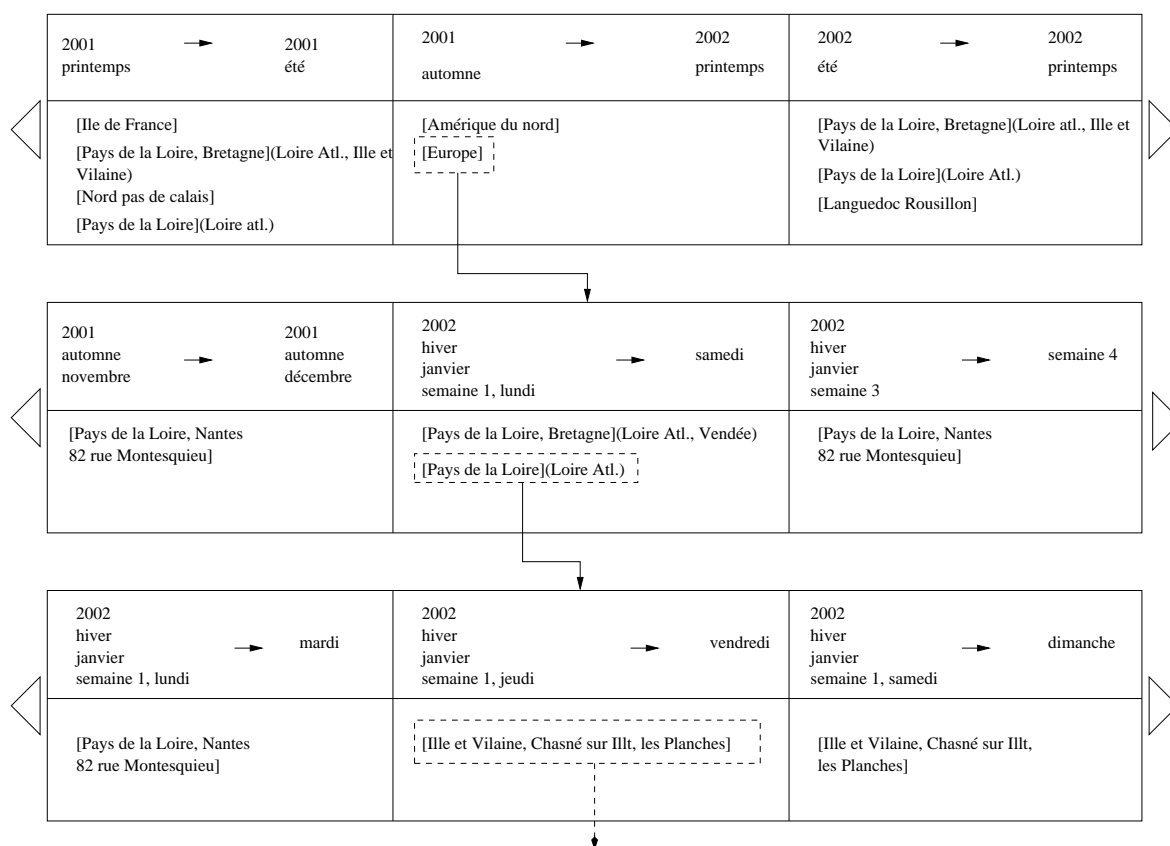 2001
printemps
2001
été
2001
automne
2002
printemps
2002
été
2002
printemps
[Ile de France]
[Pays de la Loire, Bretagne](Loire Atl., Ille et
Vilaine)
[Nord pas de calais]
[Pays de la Loire](Loire atl.)
[Amérique du nord]
[Europe]
[Pays de la Loire, Bretagne](Loire atl., Ille et
Vilaine)
[Pays de la Loire](Loire Atl.)
[Languedoc Rousillon]
2001
automne
novembre
2001
automne
décembre
2002
hiver
janvier
semaine 1, lundi
samedi
2002
hiver
janvier
semaine 3
semaine 4
[Pays de la Loire, Nantes
82 rue Montesquieu]
[Pays de la Loire, Bretagne](Loire Atl., Vendée)
[Pays de la Loire](Loire Atl.)
[Pays de la Loire, Nantes
82 rue Montesquieu]
2002
hiver
janvier
semaine 1, lundi
mardi
2002
hiver
janvier
semaine 1, jeudi
vendredi
2002
hiver
janvier
semaine 1, samedi
dimanche
[Pays de la Loire, Nantes
82 rue Montesquieu]
[Ille et Vilaine, Chasné sur Illt, les Planches]
[Ille et Vilaine, Chasné sur Illt,
les Planches]